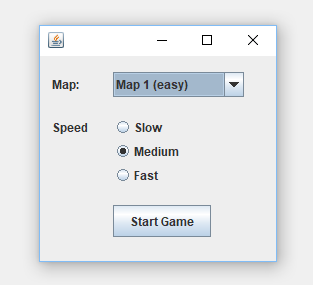 Map: Map 1 (easy)
Speed Slow
Medium
Fast
Start Game